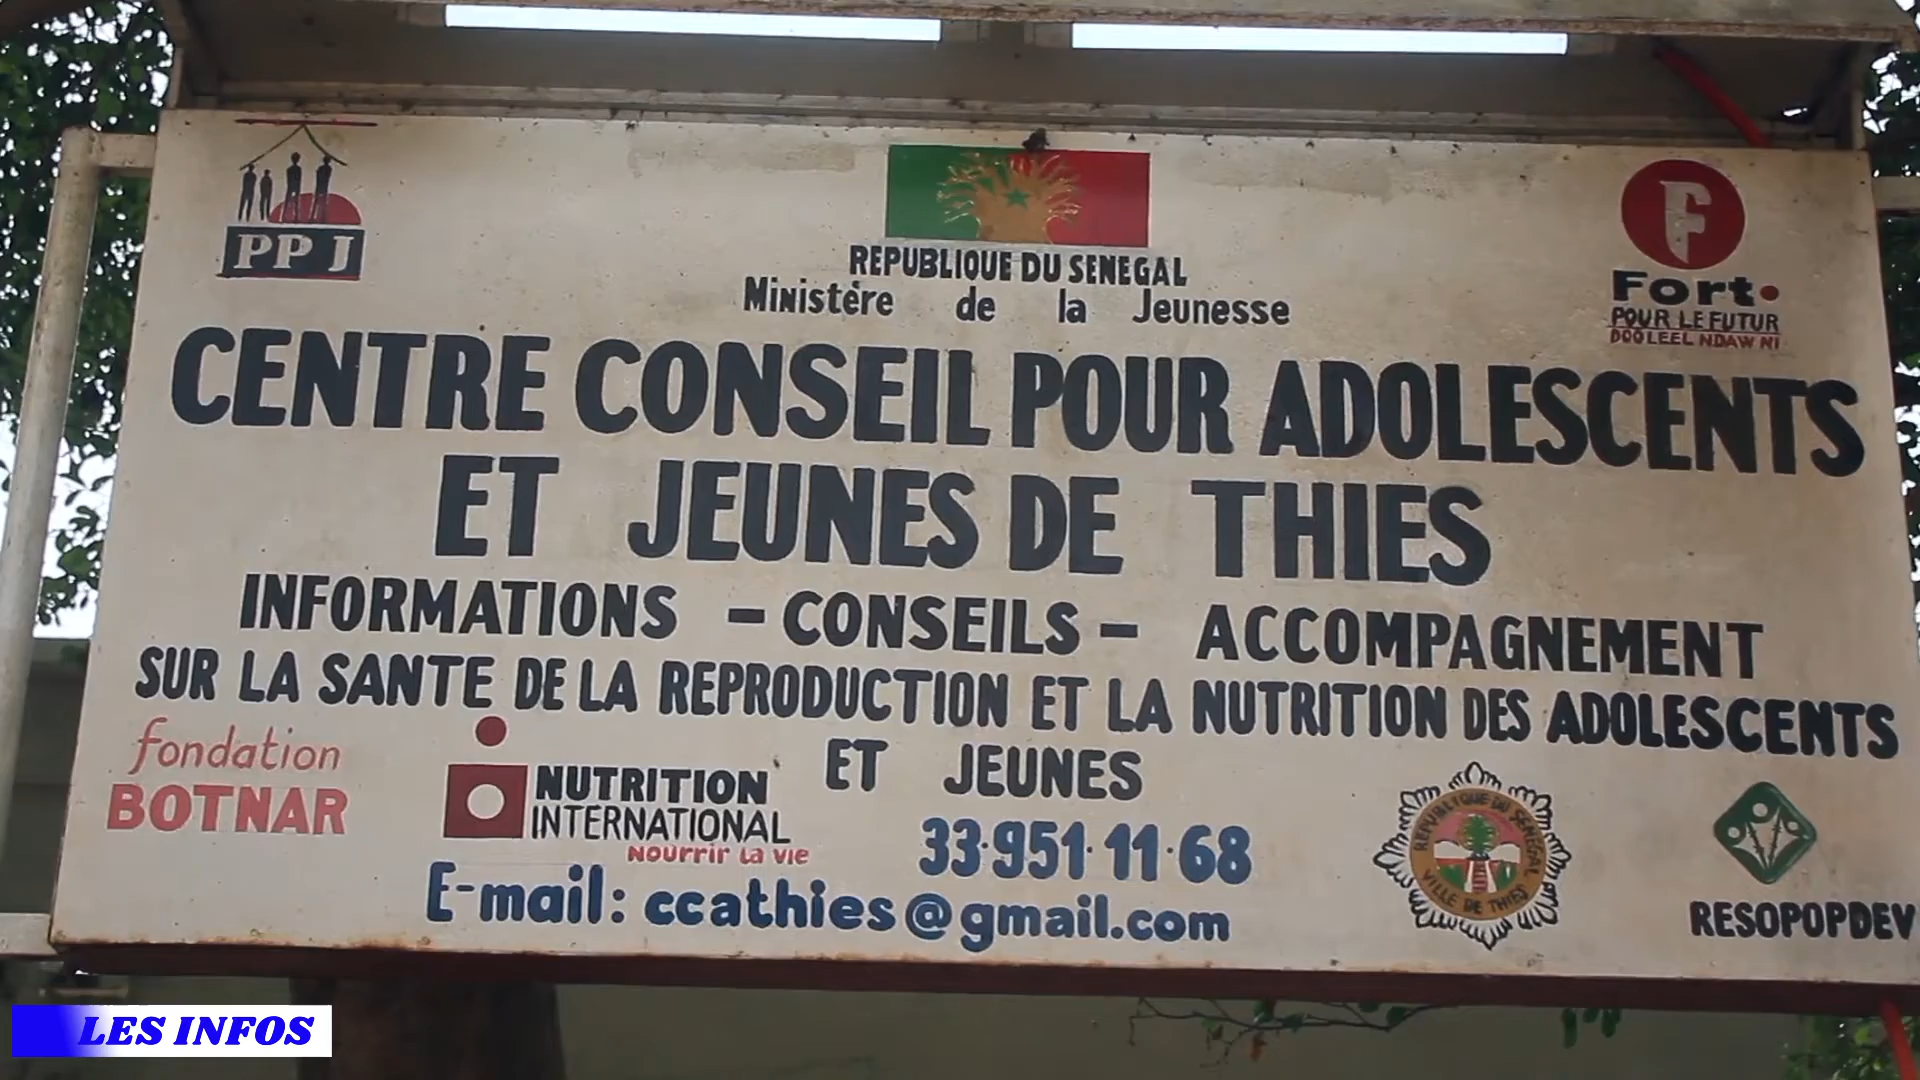 PPJ
REPUBLIQUE DU SENEGAL
Ministére de la Jeunesse
Fort.
POUR LE FUTUR
DOOLEEL NDAW NI
CENTRE CONSEIL POUR ADOLESCENTS
ET JEUNES DE THIES
INFORMATIONS - CONSEILS - ACCOMPAGNEMENT
SUR LA SANTE DE LA REPRODUCTION ET LA NUTRITION DES ADOLESCENTS
ET JEUNES
fondation
BOTNAR
NUTRITION
INTERNATIONAL
Nourrir la vie
33.951.11.68
E-mail: ccathies@gmail.com
REPUBLIQUE DU SENEGAL
VILLE DE THIES
RESOPOPDEV
LES INFOS